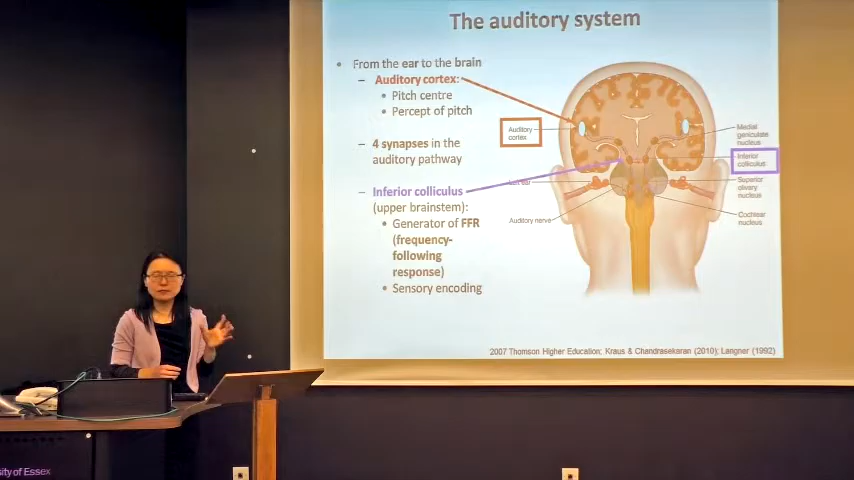 The auditory system
• From the ear to the brain
– Auditory cortex:
• Pitch centre
• Percept of pitch
– 4 synapses in the
auditory pathway
– Inferior colliculus
(upper brainstem):
• Generator of FFR
(frequency-
following
response)
• Sensory encoding
Auditory
cortex
ear
Auditory nerve
Medial
geniculate
nucleus
Inferior
colliculus
Superior
olivary
nucleus
Cochlear
nucleus
2007 Thomson Higher Education; Kraus & Chandrasekaran (2010); Langner (1992)
sity of Essex